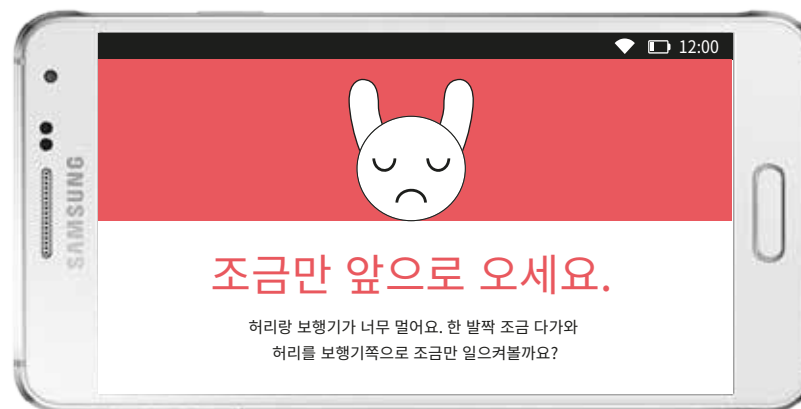 12:00
SAMSUNG
조금만 앞으로 오세요.
허리랑 보행기가 너무 멀어요. 한 발짝 조금 다가와
허리를 보행기쪽으로 조금만 일으켜볼까요?